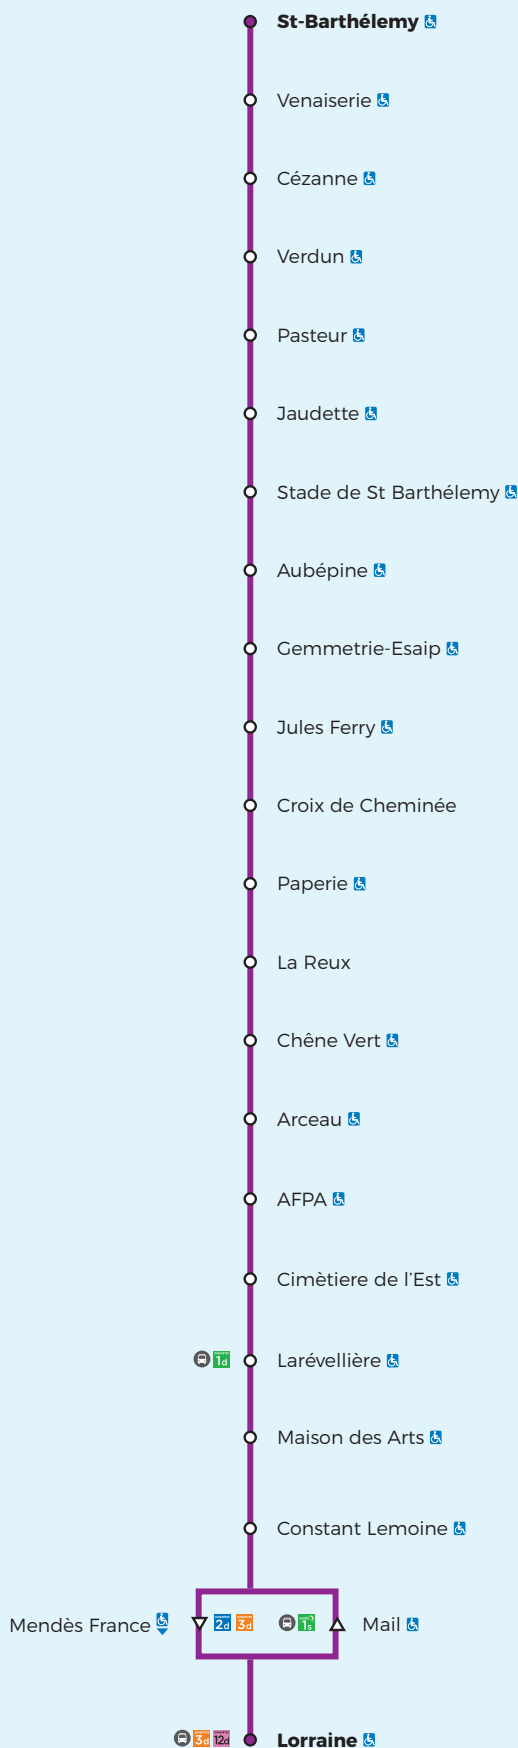 St-Barthélemy
Venaiserie
Cézanne
Verdun
Pasteur
Jaudette
Stade de St Barthélemy
Aubépine
Gemmetrie-Esaip
Jules Ferry
Croix de Cheminée
Paperie
La Reux
Chêne Vert
Arceau
AFPA
Cimètiere de l'Est
1d Larévellière
Maison des Arts
Constant Lemoine
Mendès France 2d 3d 1s Mail
3d 12d Lorraine